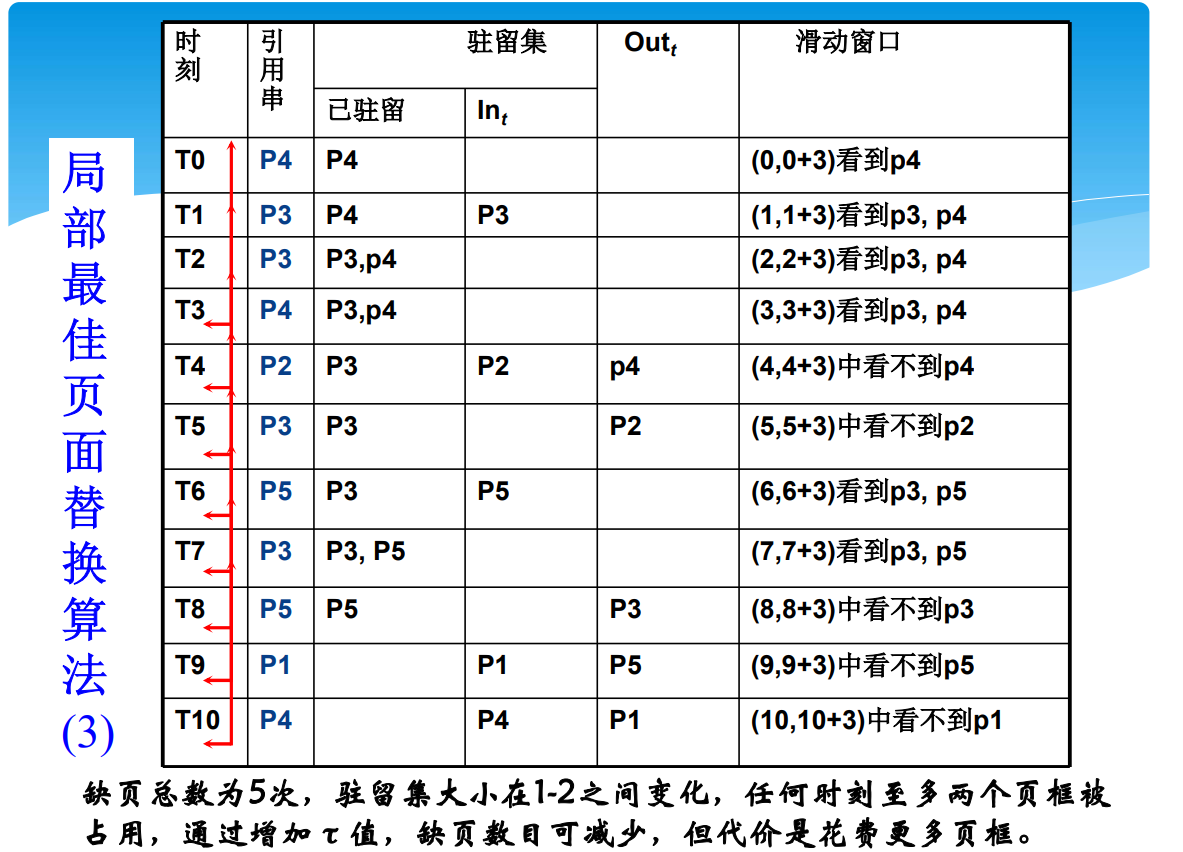 局部最佳页面替换算法(3)
时刻 引用串 驻留集 Outt 滑动窗口
已驻留 Int
T0 P4 P4 (0,0+3)看到p4
T1 P3 P4 P3 (1,1+3)看到p3, p4
T2 P3 P3,p4 (2,2+3)看到p3, p4
T3 P4 P3,p4 (3,3+3)看到p3, p4
T4 P2 P3 P2 p4 (4,4+3)中看不到p4
T5 P3 P3 P2 (5,5+3)中看不到p2
T6 P5 P3 P5 (6,6+3)看到p3, p5
T7 P3 P3, P5 (7,7+3)看到p3, p5
T8 P5 P5 P3 (8,8+3)中看不到p3
T9 P1 P1 P5 (9,9+3)中看不到p5
T10 P4 P4 P1 (10,10+3)中看不到p1
缺页总数为5次，驻留集大小在1-2之间变化，任何时刻至多两个页框被
占用，通过增加τ值，缺页数目可减少，但代价是花费更多页框。